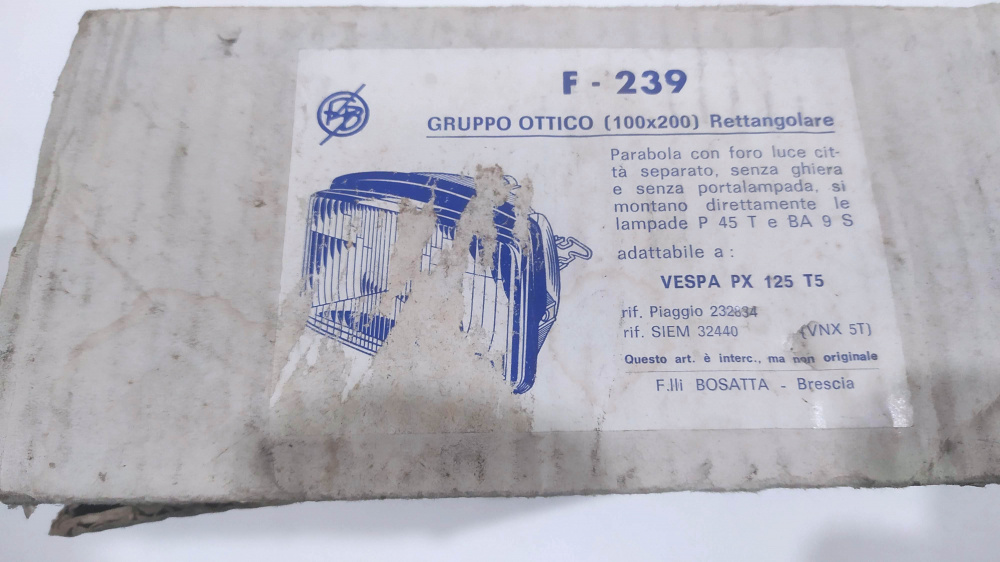 F - 239
GRUPPO OTTICO (100x200) Rettangolare
Parabola con foro luce cit-
tà separato, senza ghiera
e senza portalampada, si
montano direttamente le
lampade P 45 T e BA 9 S
adattabile a :
VESPA PX 125 T5
rif. Piaggio 232834
rif. SIEM 32440 (VNX 5T)
Questo art. è interc., ma non originale
F.lli BOSATTA - Brescia